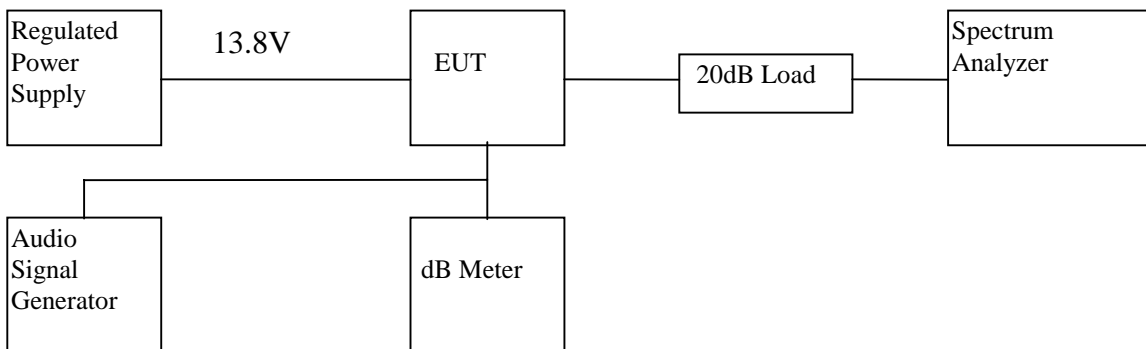 Regulated
Power
Supply
13.8V
EUT
20dB Load
Spectrum
Analyzer
Audio
Signal
Generator
dB Meter